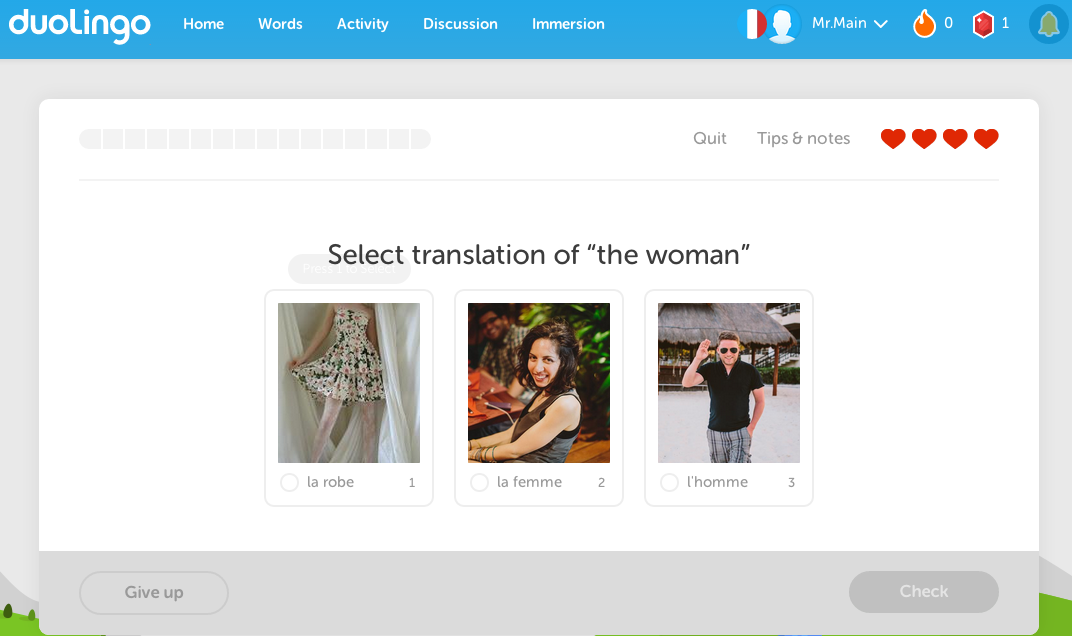 duolingo Home Words Activity Discussion Immersion Mr.Main 0 1
Quit Tips & notes
Select translation of “the woman”
Press 1 to Select
la robe 1 la femme 2 l'homme 3
Give up Check